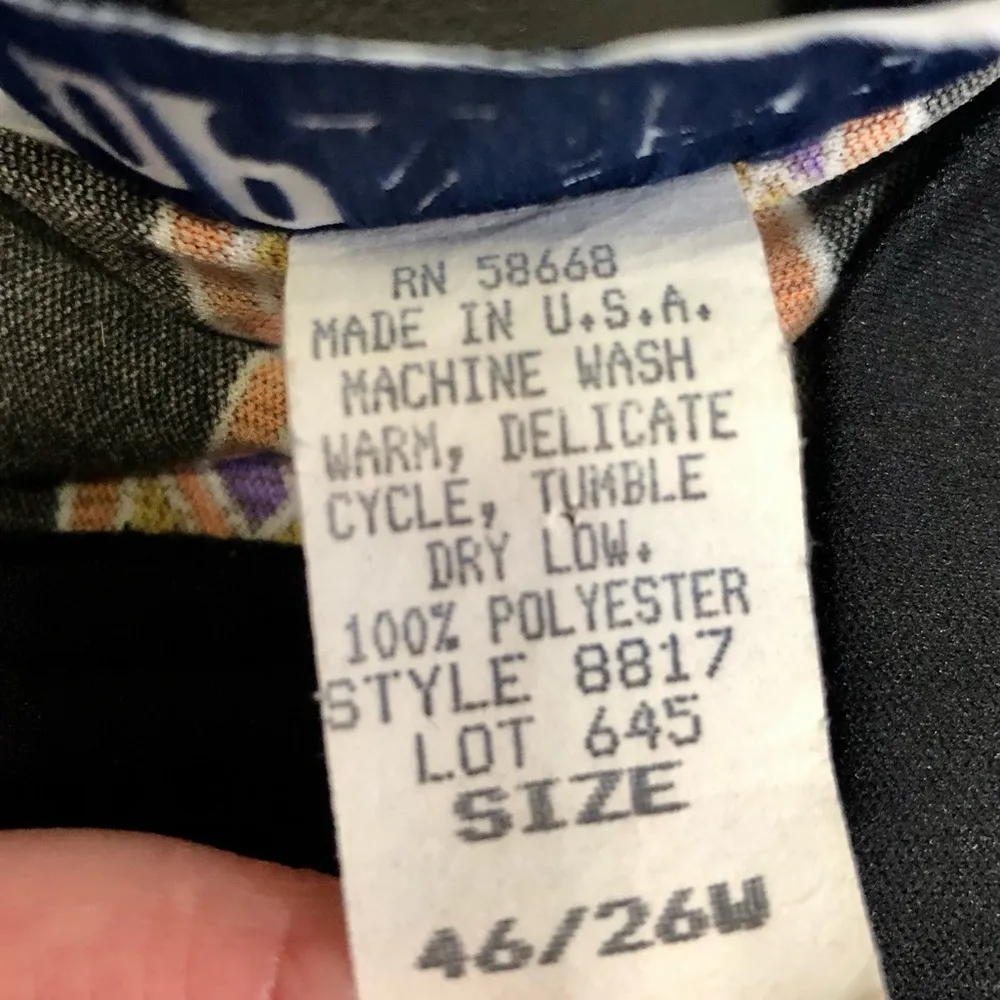 RN 58668
MADE IN U.S.A.
MACHINE WASH
WARM, DELICATE
CYCLE, TUMBLE
DRY LOW.
100% POLYESTER
STYLE 8817
LOT 645
SIZE
46/26W